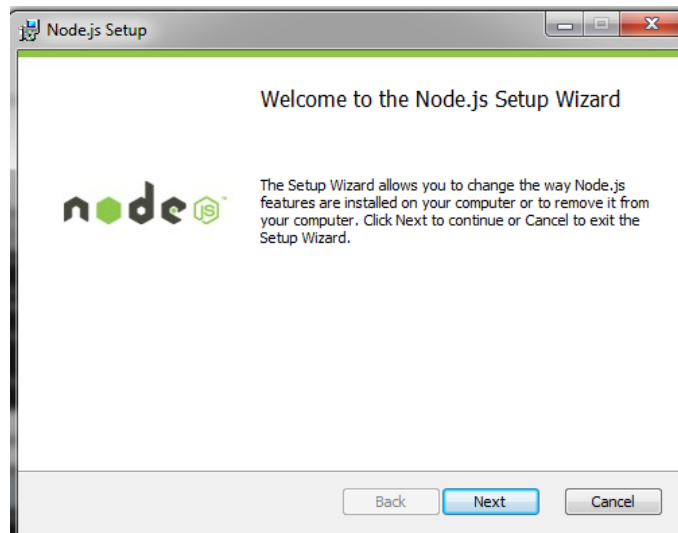 Node.js Setup
Welcome to the Node.js Setup Wizard
node JS
The Setup Wizard allows you to change the way Node.js
features are installed on your computer or to remove it from
your computer. Click Next to continue or Cancel to exit the
Setup Wizard.
Back Next Cancel